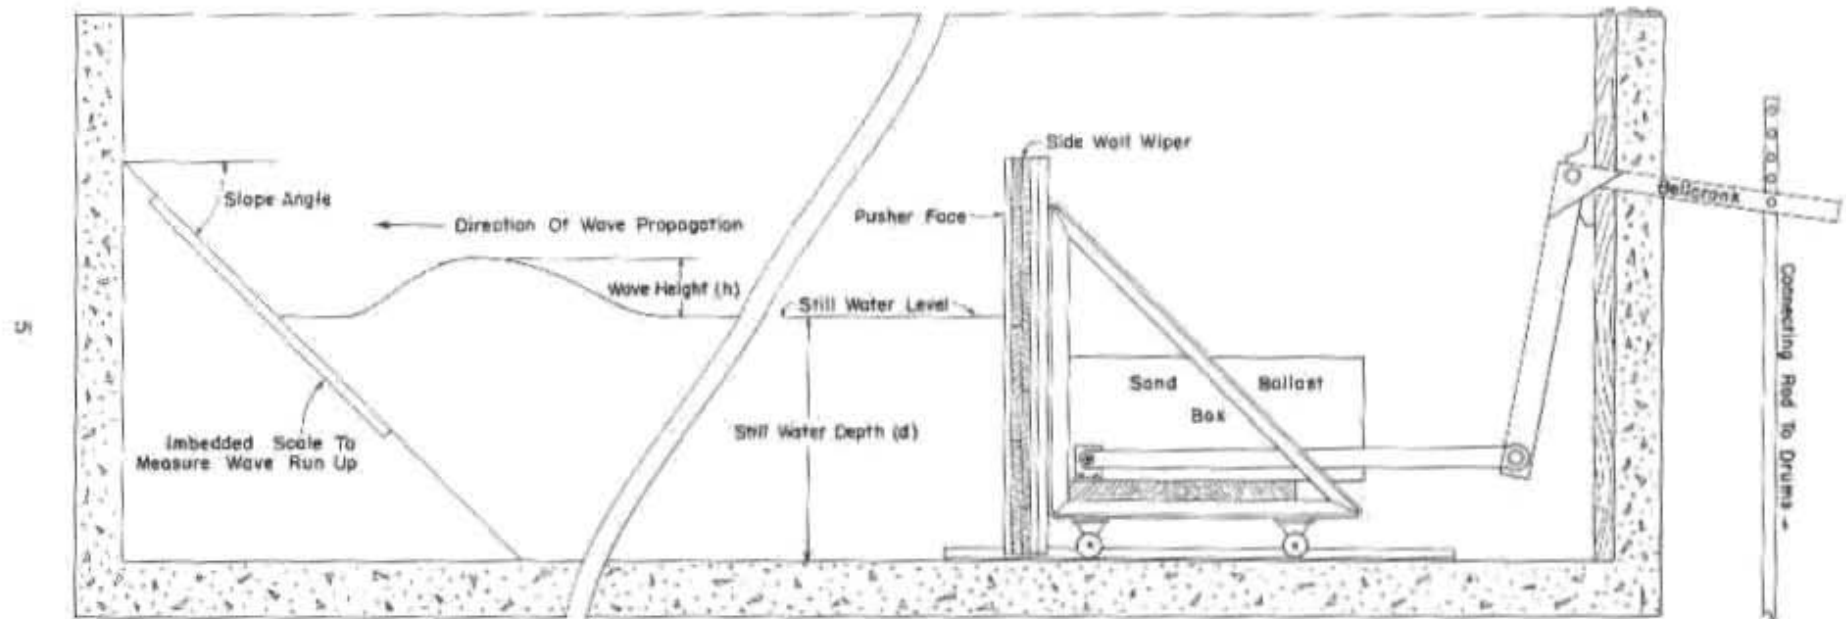 Side Wall Wiper
Slope Angle
Pusher Face
Bellcrank
Direction Of Wave Propagation
Wave Height (h)
Still Water Level
Connecting Rod To Drums
Sand Ballast
Box
Still Water Depth (d)
Imbedded Scale To
Measure Wave Run Up
5